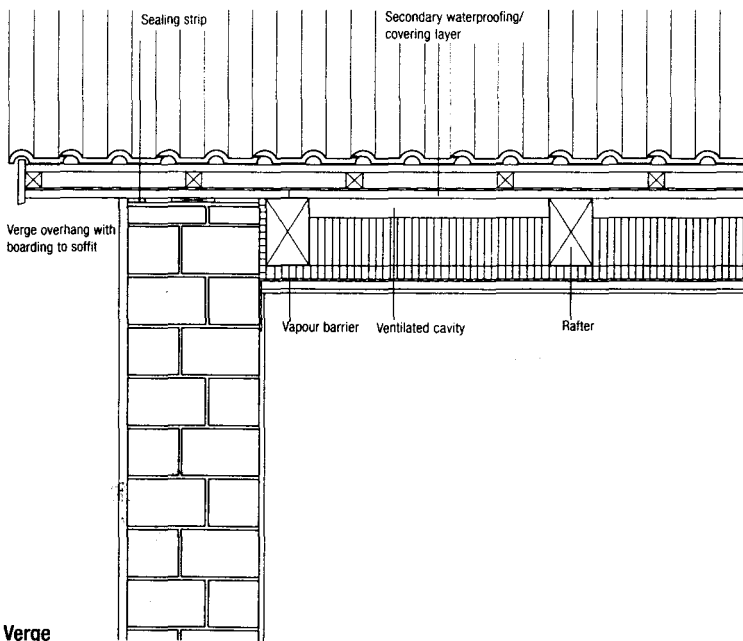 Sealing strip
Secondary waterproofing/
covering layer
Verge overhang with
boarding to soffit
Vapour barrier
Ventilated cavity
Rafter
Verge